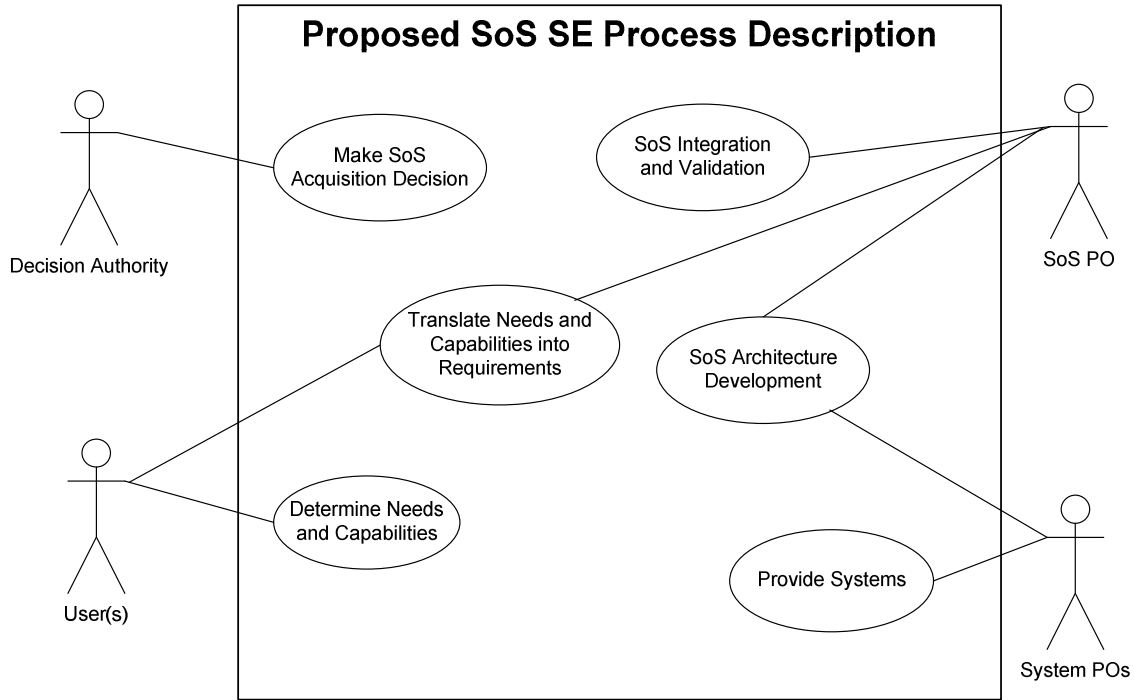 Proposed SoS SE Process Description
Make SoS
Acquisition Decision
SoS Integration
and Validation
Decision Authority
SoS PO
Translate Needs and
Capabilities into
Requirements
SoS Architecture
Development
Determine Needs
and Capabilities
Provide Systems
User(s)
System POs